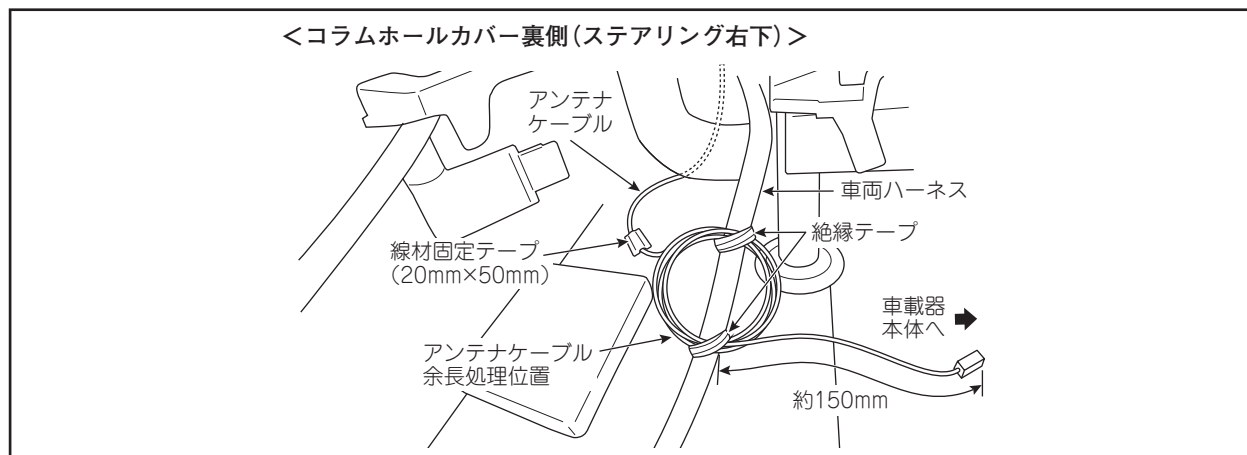 ＜コラムホールカバー裏側(ステアリング右下)＞
アンテナ
ケーブル
車両ハーネス
絶縁テープ
線材固定テープ
(20mm×50mm)
車載器
本体へ
アンテナケーブル
余長処理位置
約150mm